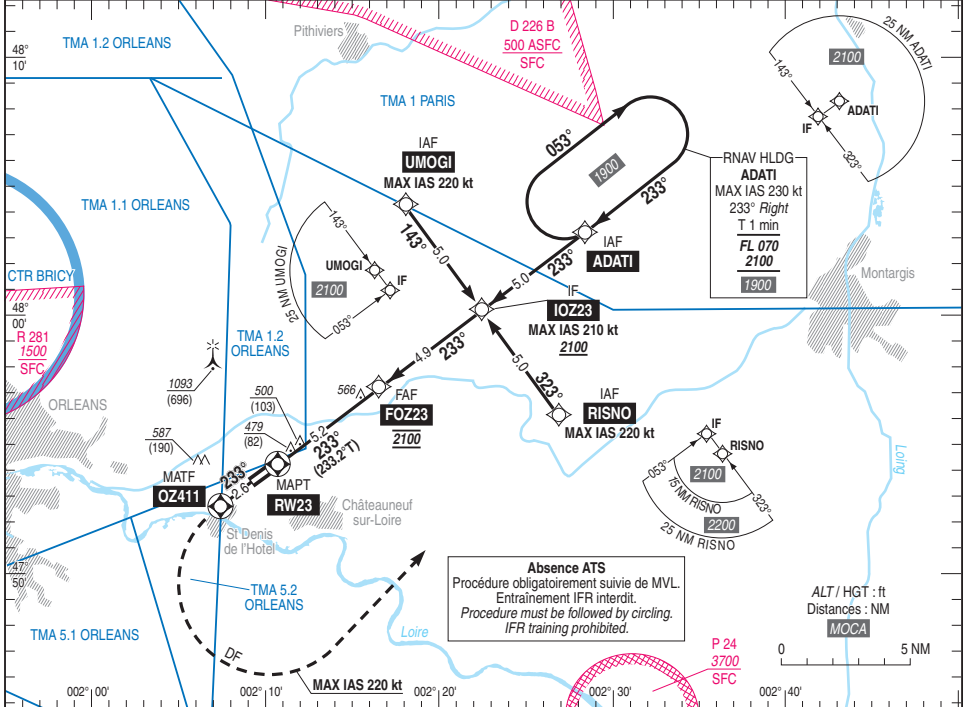 48°
10'
TMA 1.2 ORLEANS
Pithiviers
D 226 B
500 ASFC
SFC
25 NM ADATI
2100
143°
ADATI
IF
323°
TMA 1 PARIS
IAF
UMOGI
MAX IAS 220 kt
053°
1900
233°
RNAV HLDG
ADATI
MAX IAS 230 kt
233° Right
T 1 min
FL 070
2100
1900
TMA 1.1 ORLEANS
143°
UMOGI
IF
2100
25 NM UMOGI
053°
143°
5.0
IAF
ADATI
233°
5.0
CTR BRICY
Montargis
48°
00'
R 281
1500
SFC
IF
IOZ23
MAX IAS 210 kt
2100
TMA 1.2
ORLEANS
4.9
233°
5.0
323°
1093
(696)
566
FAF
FOZ23
2100
IAF
RISNO
MAX IAS 220 kt
ORLEANS
500
(103)
479
(82)
587
(190)
5.2
233°
(233.2°T)
IF
RISNO
053°
2100
15 NM RISNO
323°
2200
25 NM RISNO
Loing
MATF
OZ411
233°
2.6
MAPT
RW23
Châteauneuf
sur-Loire
St Denis
de l'Hotel
47°
50'
Absence ATS
Procédure obligatoirement suivie de MVL.
Entraînement IFR interdit.
Procedure must be followed by circling.
IFR training prohibited.
ALT / HGT : ft
Distances : NM
MOCA
0 5 NM
TMA 5.2
ORLEANS
TMA 5.1 ORLEANS
Loire
DF
P 24
3700
SFC
MAX IAS 220 kt
002° 00'
002° 10'
002° 20'
002° 30'
002° 40'